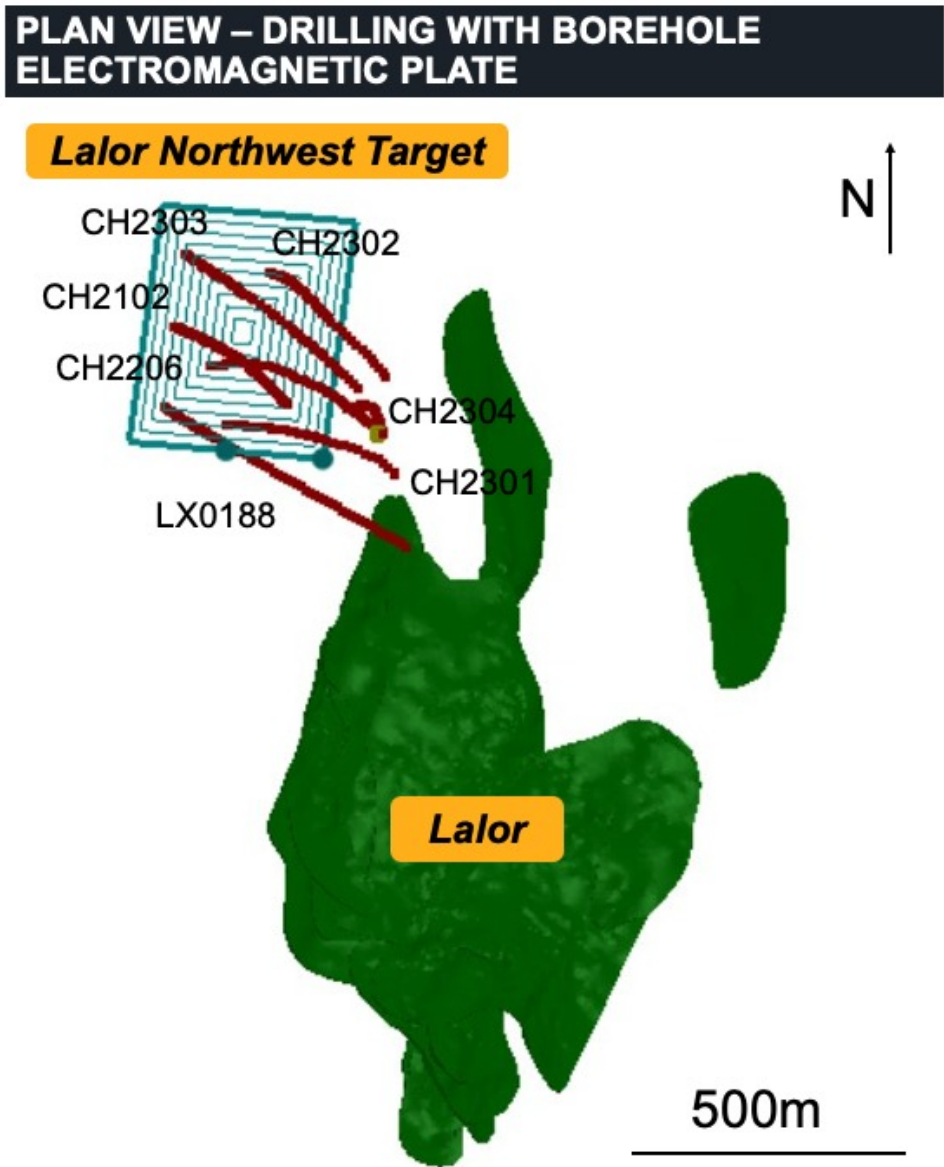 PLAN VIEW – DRILLING WITH BOREHOLE
ELECTROMAGNETIC PLATE
Lalor Northwest Target
N
CH2303
CH2302
CH2102
CH2206
CH2304
CH2301
LX0188
Lalor
500m